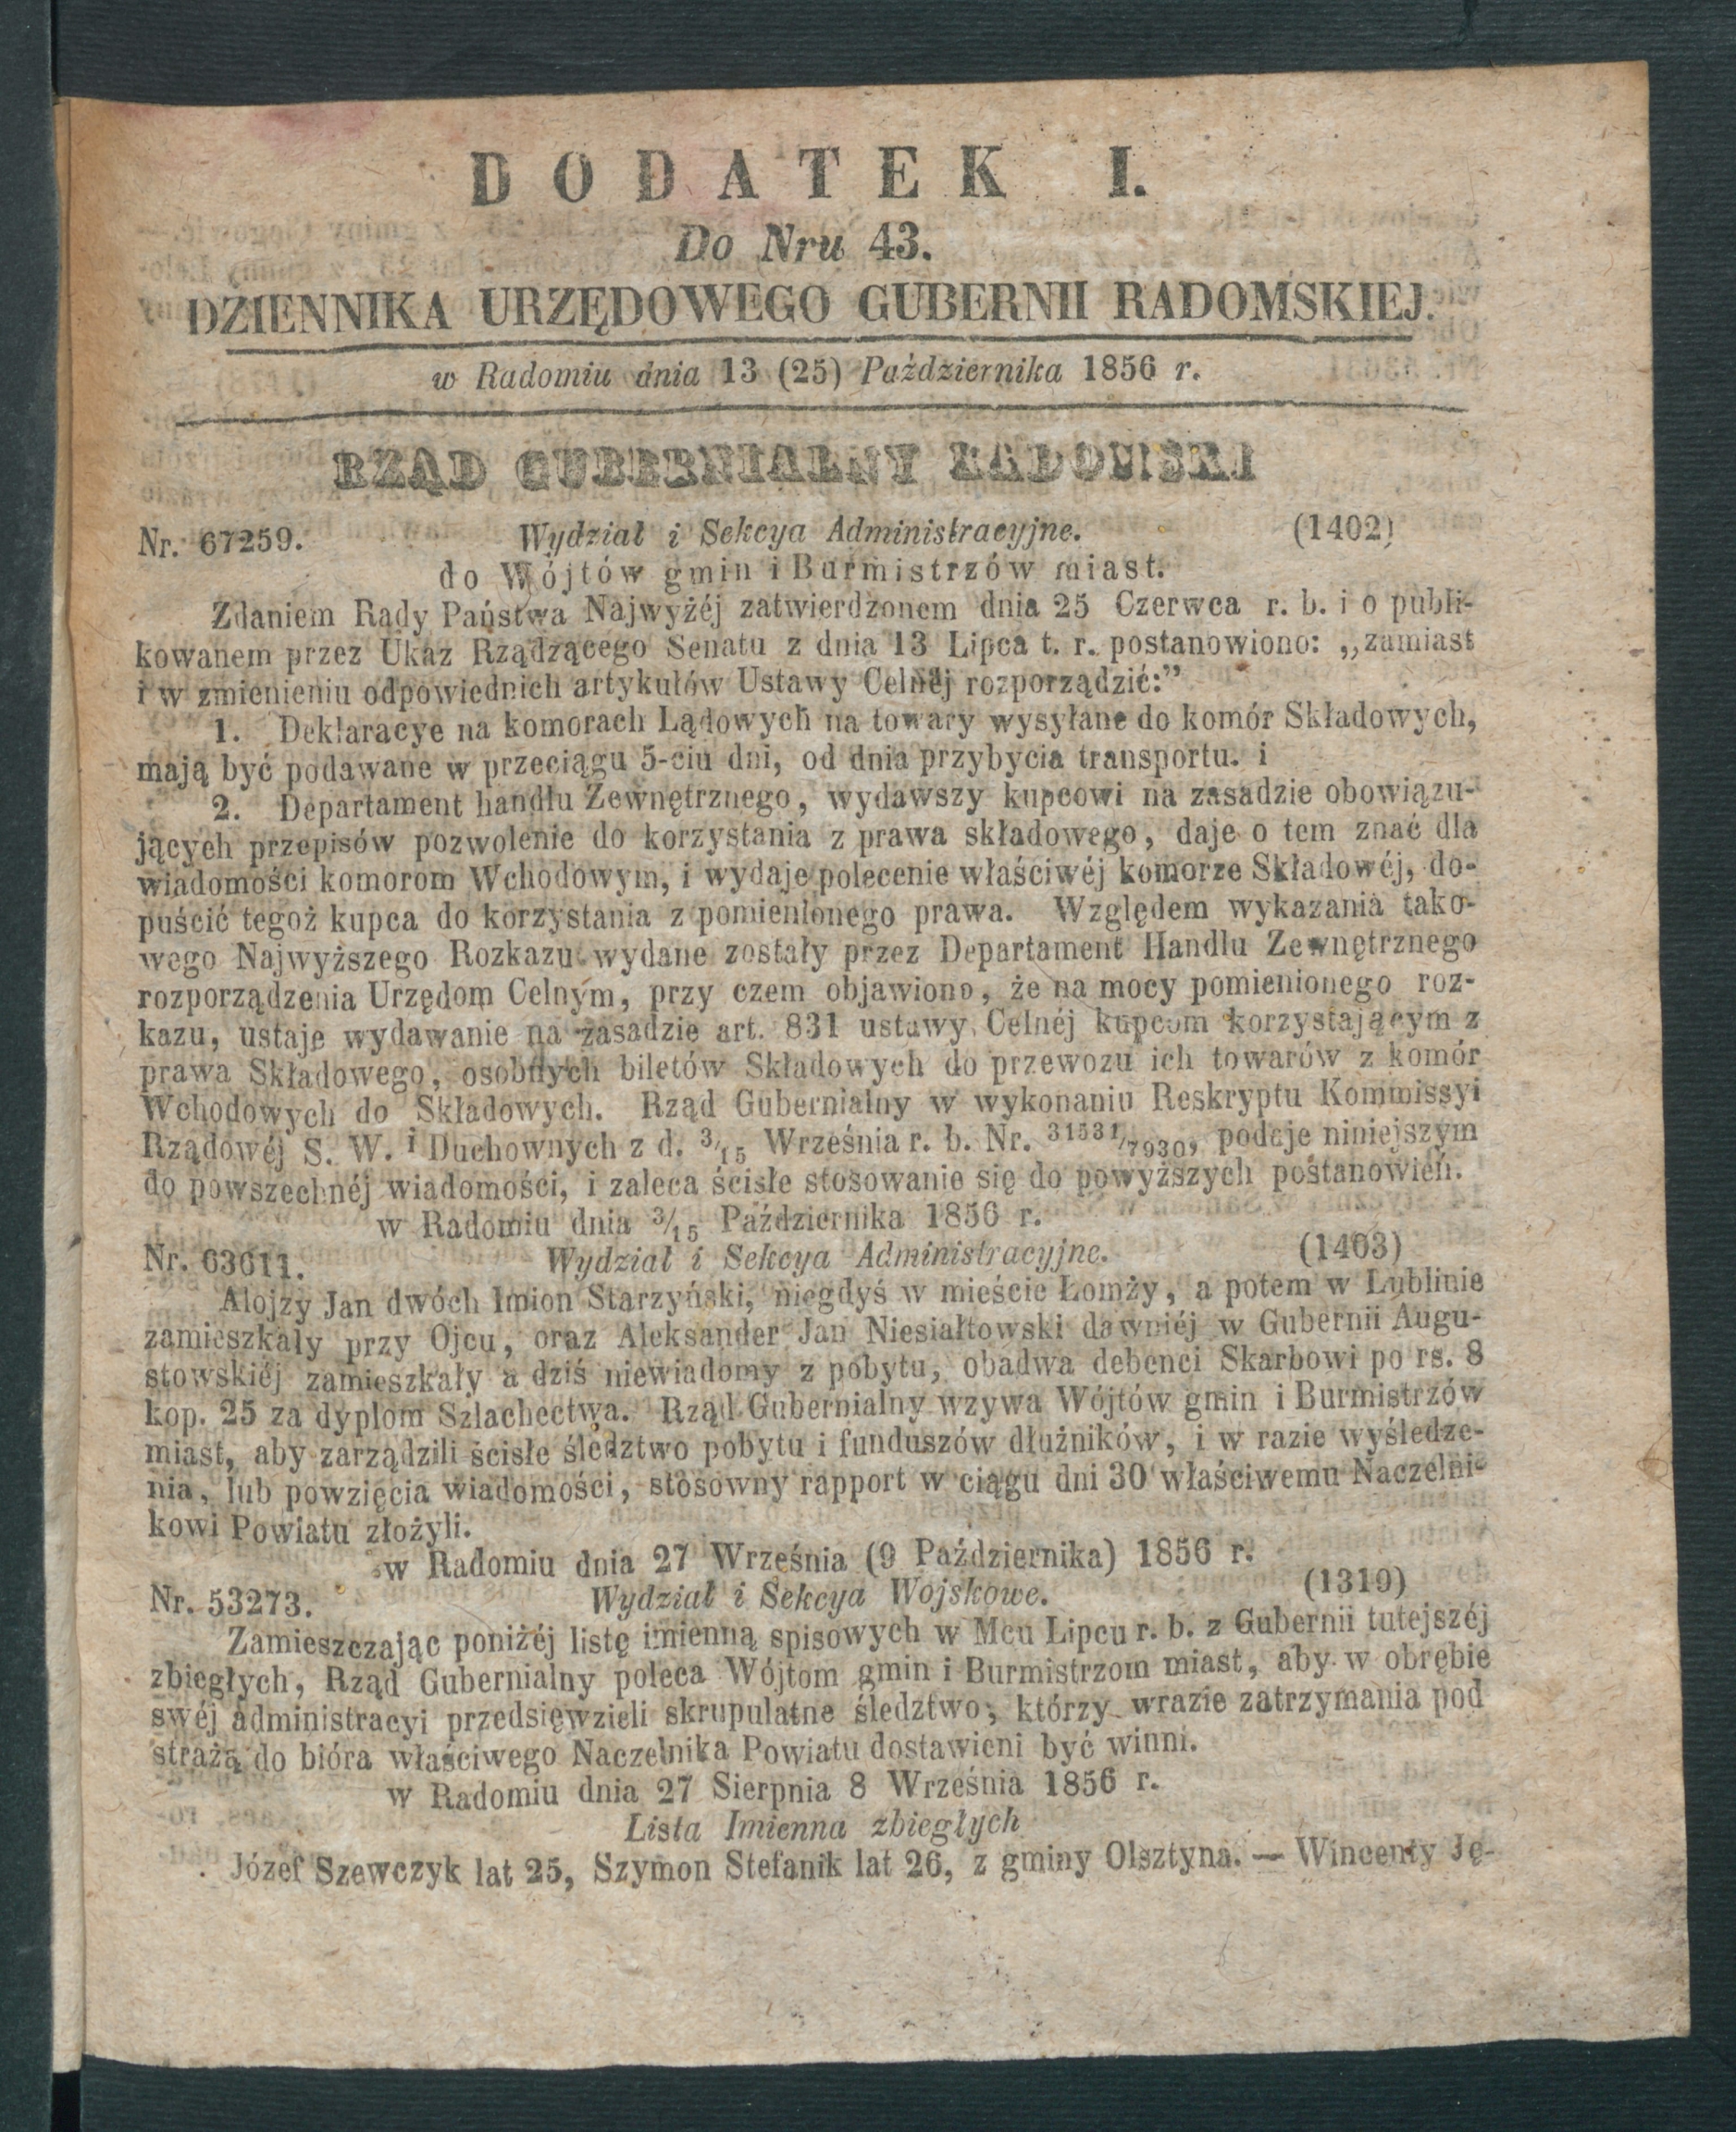 DODATEK I.
Do Nru 43.
DZIENNIKA URZĘDOWEGO GUBERNII RADOMSKIEJ.
w Radomiu dnia 13 (25) Października 1856 r.
RZĄD GUBERNIALNY RADOMSKI
Nr. 67259. Wydział i Sekcya Administracyjne. (1402)
do Wójtów gmin i Burmistrzów miast.
Zdaniem Rady Państwa Najwyżéj zatwierdzonem dnia 25 Czerwca r. b. i o publi-
kowanem przez Ukaz Rządzącego Senatu z dnia 13 Lipca t. r. postanowiono: „zamiast
i w zmienieniu odpowiednich artykułów Ustawy Celnéj rozporządzić:”
1. Deklaracye na komorach Lądowych na towary wysyłane do komór Składowych,
mają być podawane w przeciągu 5-ciu dni, od dnia przybycia transportu. i
2. Departament handlu Zewnętrznego, wydawszy kupcowi na zasadzie obowiązu-
jących przepisów pozwolenie do korzystania z prawa składowego, daje o tem znać dla
wiadomości komorom Wchodowym, i wydaje polecenie właściwéj komorze Składowéj, do-
puścić tegoż kupca do korzystania z pomienionego prawa. Względem wykazania tako-
wego Najwyższego Rozkazu wydane zostały przez Departament Handlu Zewnętrznego
rozporządzenia Urzędom Celnym, przy czem objawiono, że na mocy pomienionego roz-
kazu, ustaje wydawanie na zasadzie art. 831 ustawy Celnéj kupcom korzystającym z
prawa Składowego, osobnych biletów Składowych do przewozu ich towarów z komór
Wchodowych do Składowych. Rząd Gubernialny w wykonaniu Reskryptu Kommissyi
Rządowéj S. W. i Duchownych z d. 3/15 Września r. b. Nr. 31531/7930, podaje niniejszym
do powszechnéj wiadomości, i zaleca ścisłe stosowanie się do powyższych postanowień.
w Radomiu dnia 3/15 Października 1856 r.
Nr. 63611. Wydział i Sekcya Administracyjne. (1403)
Alojzy Jan dwóch Imion Starzyński, niegdyś w mieście Łomży, a potem w Lublinie
zamieszkały przy Ojcu, oraz Aleksander Jan Niesiałtowski dawniéj w Gubernii Augu-
stowskiéj zamieszkały a dziś niewiadomy z pobytu, obadwa debenci Skarbowi po rs. 8
kop. 25 za dyplom Szlachectwa. Rząd Gubernialny wzywa Wójtów gmin i Burmistrzów
miast, aby zarządzili ścisłe śledztwo pobytu i funduszów dłużników, i w razie wyśledze-
nia, lub powzięcia wiadomości, stosowny rapport w ciągu dni 30 właściwemu Naczelni-
kowi Powiatu złożyli.
w Radomiu dnia 27 Września (9 Października) 1856 r.
Nr. 53273. Wydział i Sekcya Wojskowe. (1319)
Zamieszczając poniżéj listę imienną spisowych w Mcu Lipcu r. b. z Gubernii tutejszéj
zbiegłych, Rząd Gubernialny poleca Wójtom gmin i Burmistrzom miast, aby w obrębie
swéj administracyi przedsięwzieli skrupulatne śledztwo, którzy wrazie zatrzymania pod
strażą do bióra właściwego Naczelnika Powiatu dostawieni być winni.
w Radomiu dnia 27 Sierpnia 8 Września 1856 r.
Lista Imienna zbiegłych
Józef Szewczyk lat 25, Szymon Stefanik lat 26, z gminy Olsztyna. — Wincenty Ję-